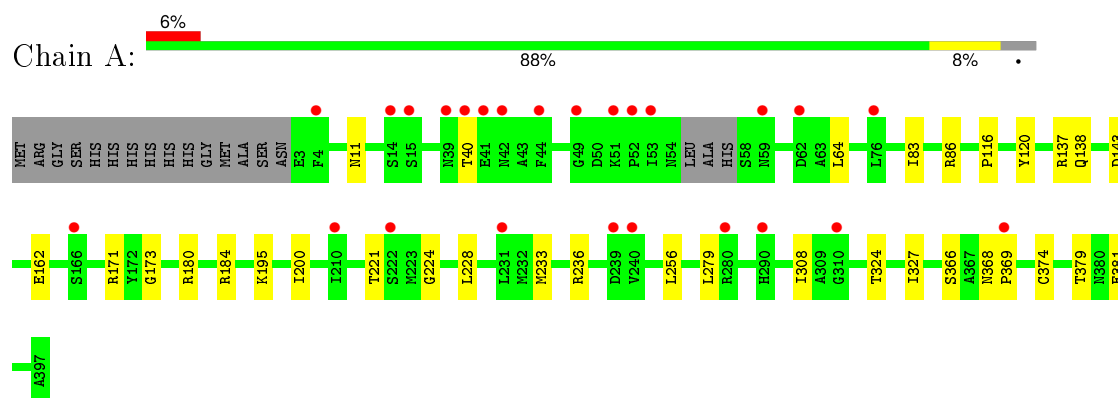 6%
Chain A:
88%
8%
MET ARG GLY SER HIS HIS HIS HIS HIS HIS GLY MET ALA SER ASN E3 F4 N11 S14 S15 N39 T40 E41 N42 A43 F44 G49 D50 K51 P52 I53 N54 LEU ALA HIS S58 N59 D62 A63 L64 L76 I83 R86 P116 Y120 R137 Q138
E162 S166 R171 Y172 G173 R180 R184 K195 I200 I210 T221 S222 M223 G224 L228 L231 M232 M233 R236 D239 V240 L256 L279 R280 H290 I308 A309 G310 T324 I327 S366 A367 N368 P369 C374 T379 N380
A397